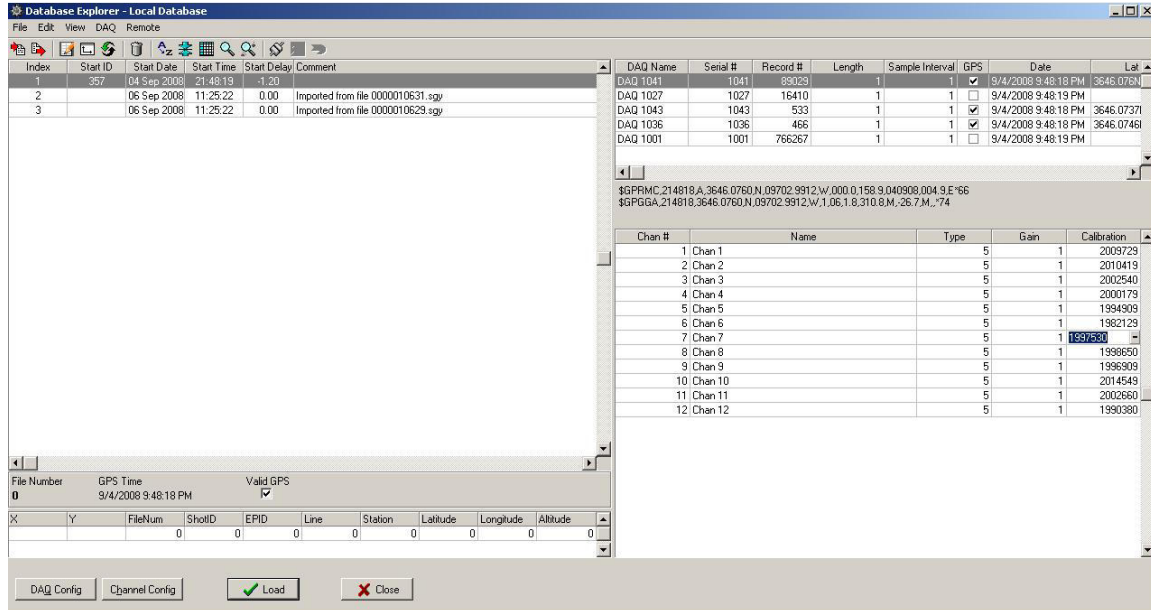 Database Explorer - Local Database
File Edit View DAQ Remote
Index Start ID Start Date Start Time Start Delay Comment
1 357 04 Sep 2008 21:48:19 -1.20
2 06 Sep 2008 11:25:22 0.00 Imported from file 0000010631.sgy
3 06 Sep 2008 11:25:22 0.00 Imported from file 0000010629.sgy
DAQ Name Serial # Record # Length Sample Interval GPS Date Lat
DAQ 1041 1041 89029 1 1 9/4/2008 9:48:18 PM 3646.076N
DAQ 1027 1027 16410 1 1 9/4/2008 9:48:19 PM
DAQ 1043 1043 533 1 1 9/4/2008 9:48:18 PM 3646.0737
DAQ 1036 1036 466 1 1 9/4/2008 9:48:18 PM 3646.0746
DAQ 1001 1001 766267 1 1 9/4/2008 9:48:19 PM
$GPRMC,214818,A,3646.0760,N,09702.9912,W,000.0,158.9,040908,004.9,E*66
$GPGGA,214818,3646.0760,N,09702.9912,W,1,06,1.8,310.8,M,-26.7,M,,*74
Chan # Name Type Gain Calibration
1 Chan 1 5 1 2009729
2 Chan 2 5 1 2010419
3 Chan 3 5 1 2002540
4 Chan 4 5 1 2000179
5 Chan 5 5 1 1994909
6 Chan 6 5 1 1982129
7 Chan 7 5 1 1997530
8 Chan 8 5 1 1998650
9 Chan 9 5 1 1996909
10 Chan 10 5 1 2014549
11 Chan 11 5 1 2002660
12 Chan 12 5 1 1990380
File Number GPS Time Valid GPS
0 9/4/2008 9:48:18 PM
X Y FileNum ShotID EPID Line Station Latitude Longitude Altitude
0 0 0 0 0 0 0 0
DAQ Config Channel Config Load Close